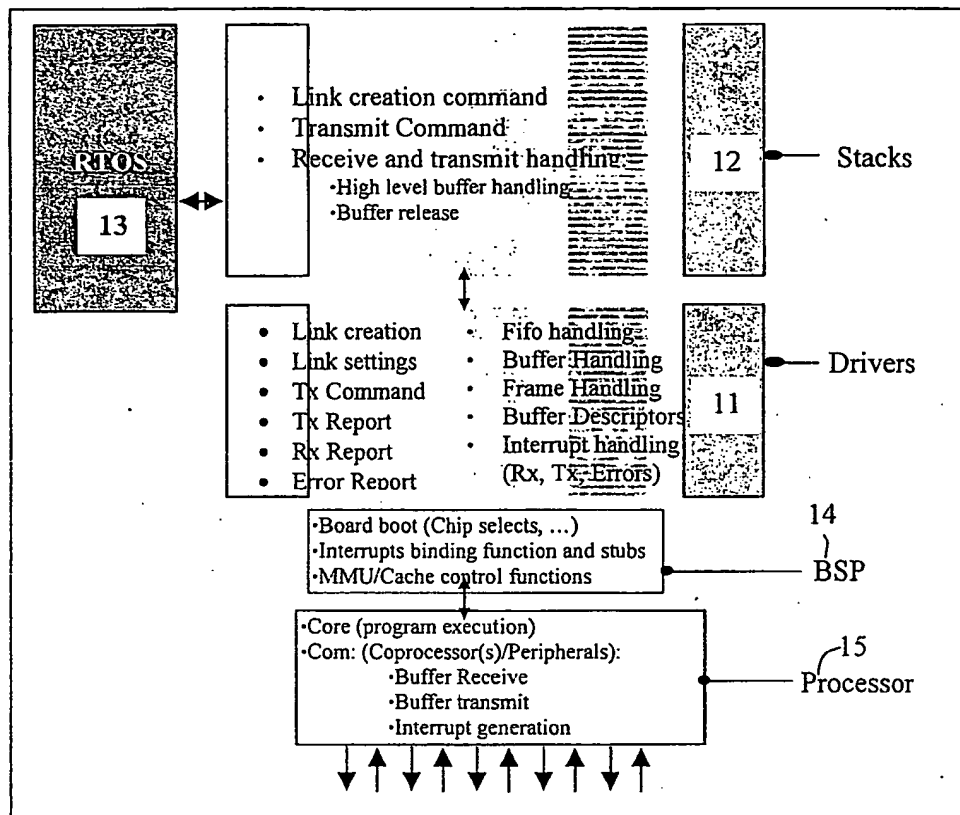 RTOS
13
· Link creation command
· Transmit Command
· Receive and transmit handling:
·High level buffer handling
·Buffer release
12
Stacks
• Link creation
• Link settings
• Tx Command
• Tx Report
• Rx Report
• Error Report
· Fifo handling
· Buffer Handling
· Frame Handling
· Buffer Descriptors
· Interrupt handling
(Rx, Tx, Errors)
11
Drivers
·Board boot (Chip selects, ...)
·Interrupts binding function and stubs
·MMU/Cache control functions
14
BSP
·Core (program execution)
·Com: (Coprocessor(s)/Peripherals):
·Buffer Receive
·Buffer transmit
·Interrupt generation
15
Processor